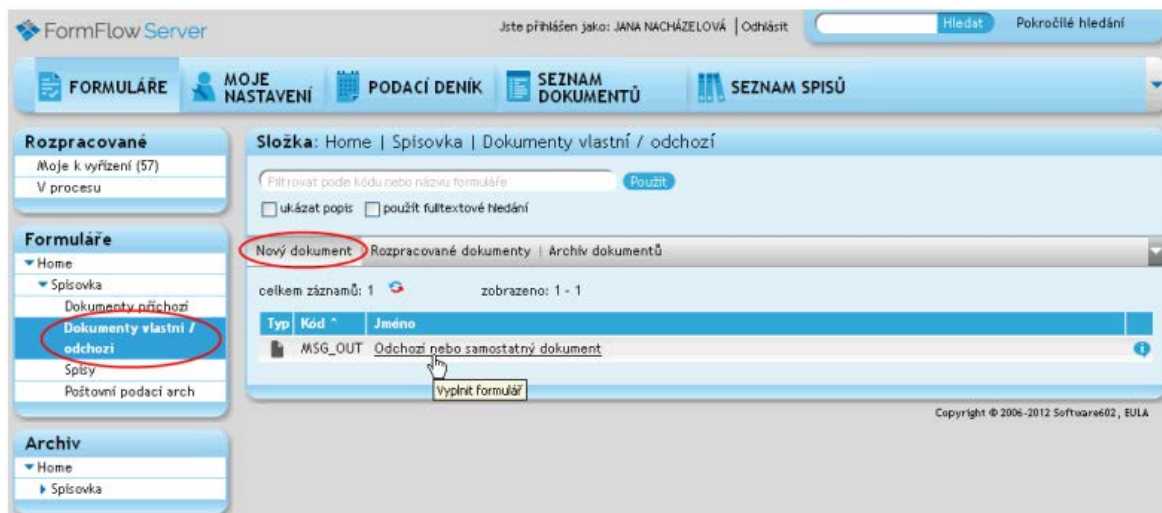 FormFlow Server
Jste přihlášen jako: JANA NACHÁZELOVÁ | Odhlásit
Hledat
Pokročilé hledání
FORMULÁŘE
MOJE
NASTAVENÍ
PODACÍ DENÍK
SEZNAM
DOKUMENTŮ
SEZNAM SPISŮ
Rozpracované
Moje k vyřízení (57)
V procesu
Formuláře
Home
Spisovka
Dokumenty příchozí
Dokumenty vlastní /
odchozí
Spisy
Poštovní podací arch
Archiv
Home
Spisovka
Složka: Home | Spisovka | Dokumenty vlastní / odchozí
Filtrovat podle kódu nebo názvu formuláře
Použít
ukázat popis
použít fulltextové hledání
Nový dokument | Rozpracované dokumenty | Archív dokumentů
celkem záznamů: 1
zobrazeno: 1 - 1
Typ Kód ^ Jméno
MSG_OUT Odchozí nebo samostatný dokument
Vyplnit formulář
Copyright © 2006-2012 Software602, EULA